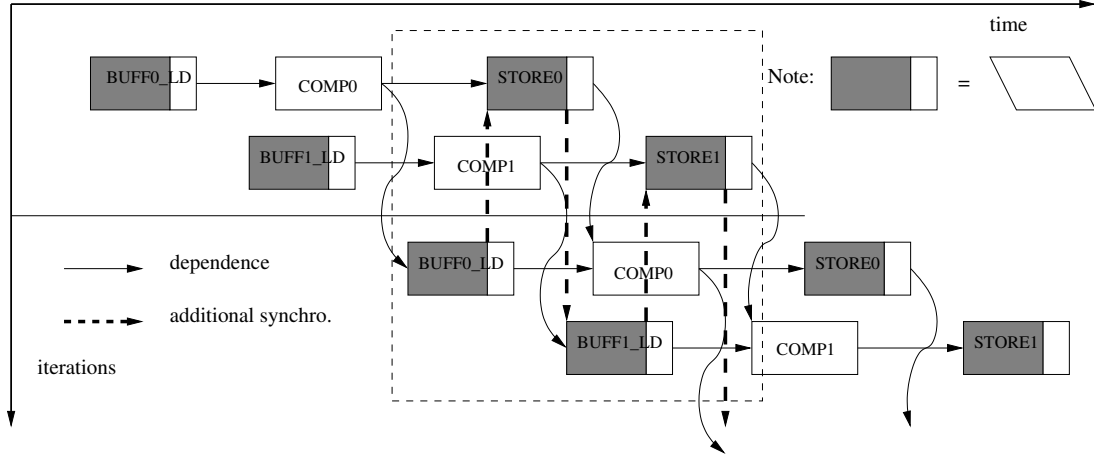 time
BUFF0_LD
COMP0
STORE0
Note:
=
BUFF1_LD
COMP1
STORE1
dependence
BUFF0_LD
COMP0
STORE0
additional synchro.
BUFF1_LD
COMP1
STORE1
iterations